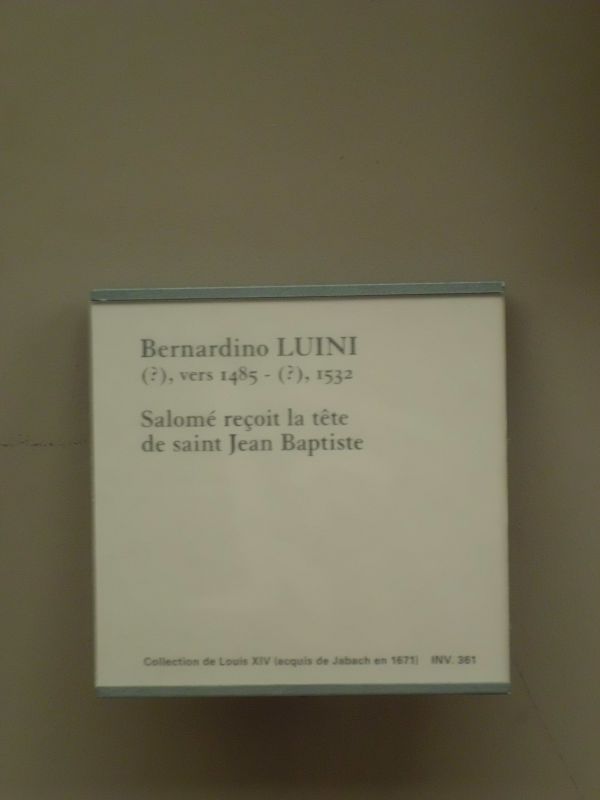 Bernardino LUINI
(?), vers 1485 - (?), 1532
Salomé reçoit la tête
de saint Jean Baptiste
Collection de Louis XIV (acquis de Jabach en 1671) INV. 361